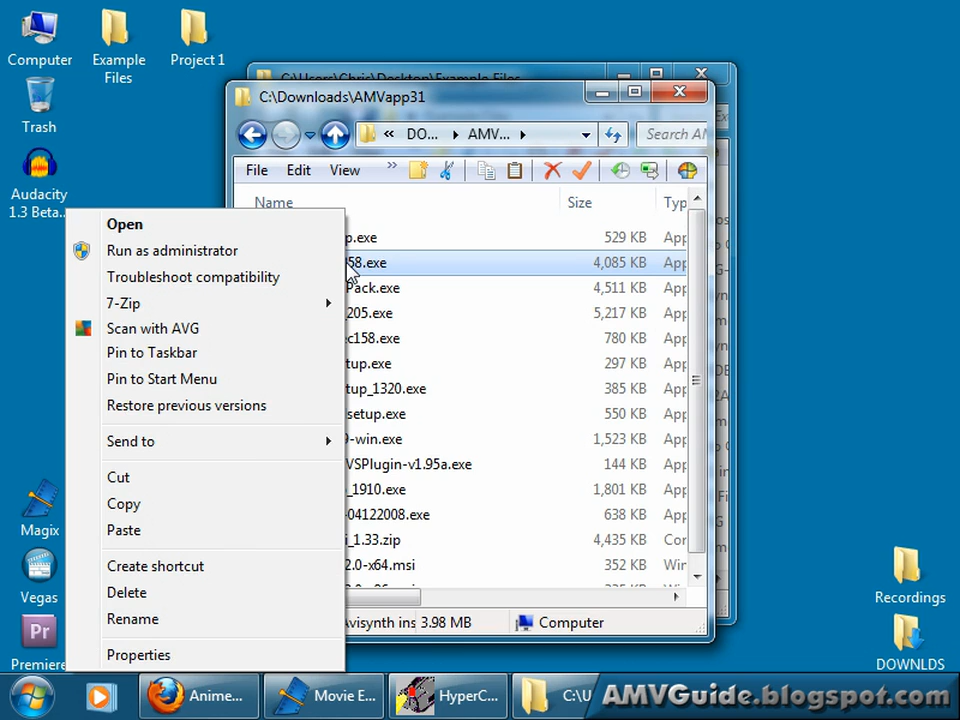 Computer
Example
Files
Project 1
Trash
Audacity
1.3 Beta...
Magix
Vegas
Premiere
C:\Users\Chris\Desktop\Example Files
C:\Downloads\AMVapp31
« DO... AMV...
Search AM
File Edit View »
Name Size Typ
p.exe 529 KB App
58.exe 4,085 KB App
Pack.exe 4,511 KB App
205.exe 5,217 KB App
ec158.exe 780 KB App
tup.exe 297 KB App
tup_1320.exe 385 KB App
lsetup.exe 550 KB App
9-win.exe 1,523 KB App
VSPlugin-v1.95a.exe 144 KB App
_1910.exe 1,801 KB App
-04122008.exe 638 KB App
i_1.33.zip 4,435 KB Con
2.0-x64.msi 352 KB Win
Avisynth ins 3.98 MB Computer
Open
Run as administrator
Troubleshoot compatibility
7-Zip
Scan with AVG
Pin to Taskbar
Pin to Start Menu
Restore previous versions
Send to
Cut
Copy
Paste
Create shortcut
Delete
Rename
Properties
Recordings
DOWNLDS
Anime...
Movie E...
HyperC...
C:\U
AMVGuide.blogspot.com